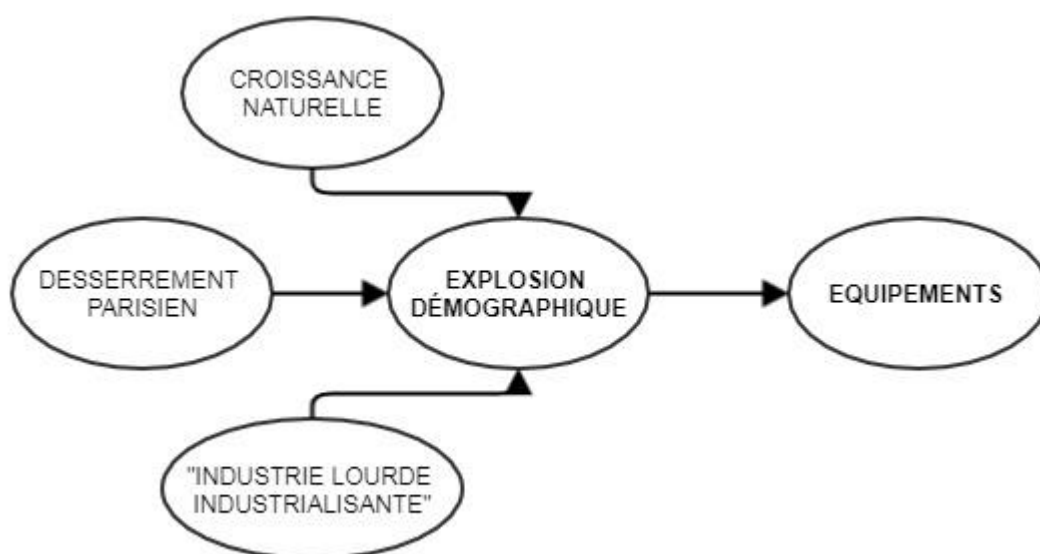 CROISSANCE
NATURELLE
DESSERREMENT
PARISIEN
EXPLOSION
DÉMOGRAPHIQUE
EQUIPEMENTS
"INDUSTRIE LOURDE
INDUSTRIALISANTE"